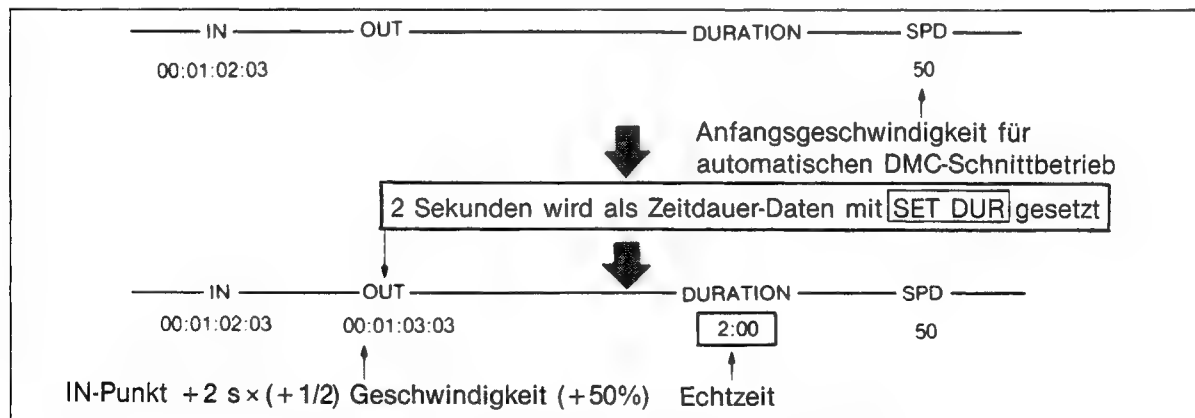 IN OUT DURATION SPD
00:01:02:03 50
Anfangsgeschwindigkeit für
automatischen DMC-Schnittbetrieb
2 Sekunden wird als Zeitdauer-Daten mit SET DUR gesetzt
IN OUT DURATION SPD
00:01:02:03 00:01:03:03 2:00 50
IN-Punkt +2 s×(+1/2) Geschwindigkeit (+50%) Echtzeit